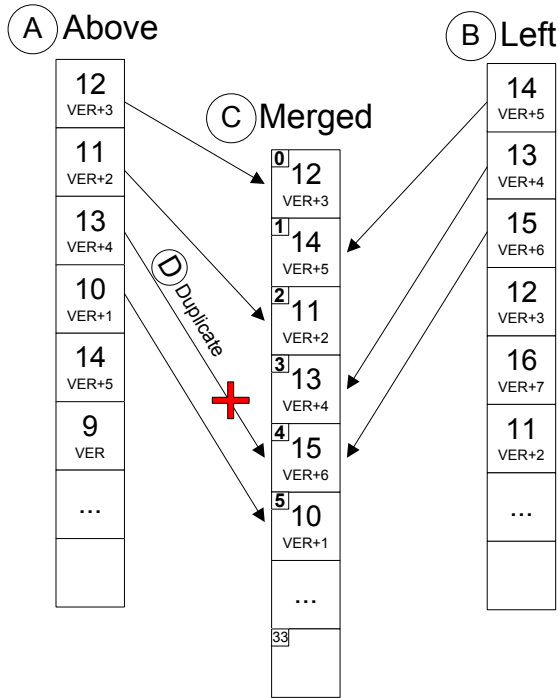 A Above
12
VER+3
11
VER+2
13
VER+4
10
VER+1
14
VER+5
9
VER
...
D Duplicate
C Merged
0
12
VER+3
1
14
VER+5
2
11
VER+2
3
13
VER+4
4
15
VER+6
5
10
VER+1
...
33
B Left
14
VER+5
13
VER+4
15
VER+6
12
VER+3
16
VER+7
11
VER+2
...